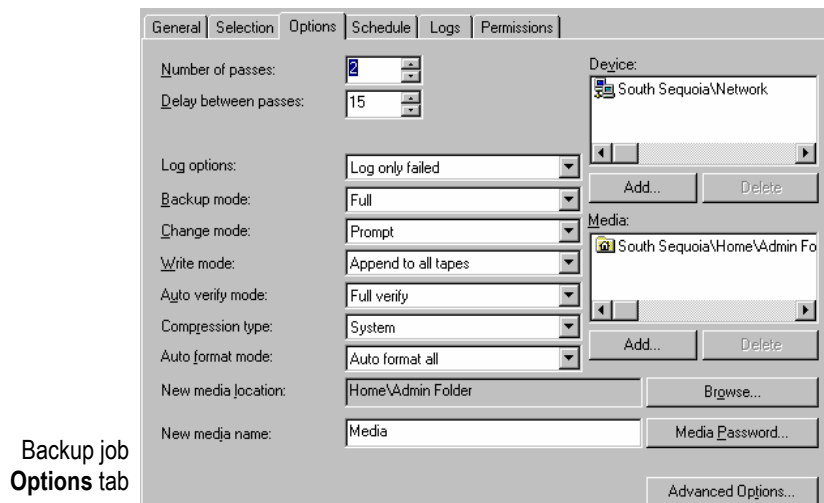 General Selection Options Schedule Logs Permissions
Number of passes: 2
Delay between passes: 15
Log options: Log only failed
Backup mode: Full
Change mode: Prompt
Write mode: Append to all tapes
Auto verify mode: Full verify
Compression type: System
Auto format mode: Auto format all
New media location: Home\Admin Folder
New media name: Media
Device:
South Sequoia\Network
Add... Delete
Media:
South Sequoia\Home\Admin Fo
Add... Delete
Browse...
Media Password...
Advanced Options...
Backup job
Options tab